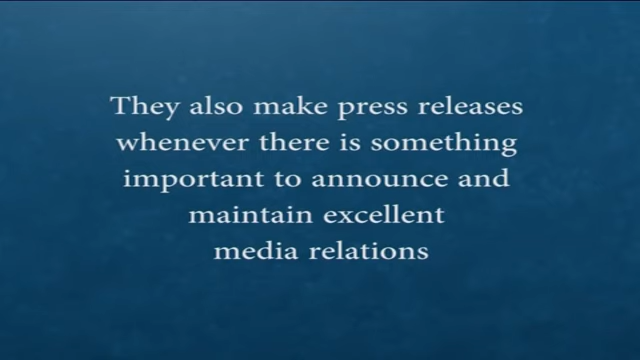 They also make press releases
whenever there is something
important to announce and
maintain excellent
media relations